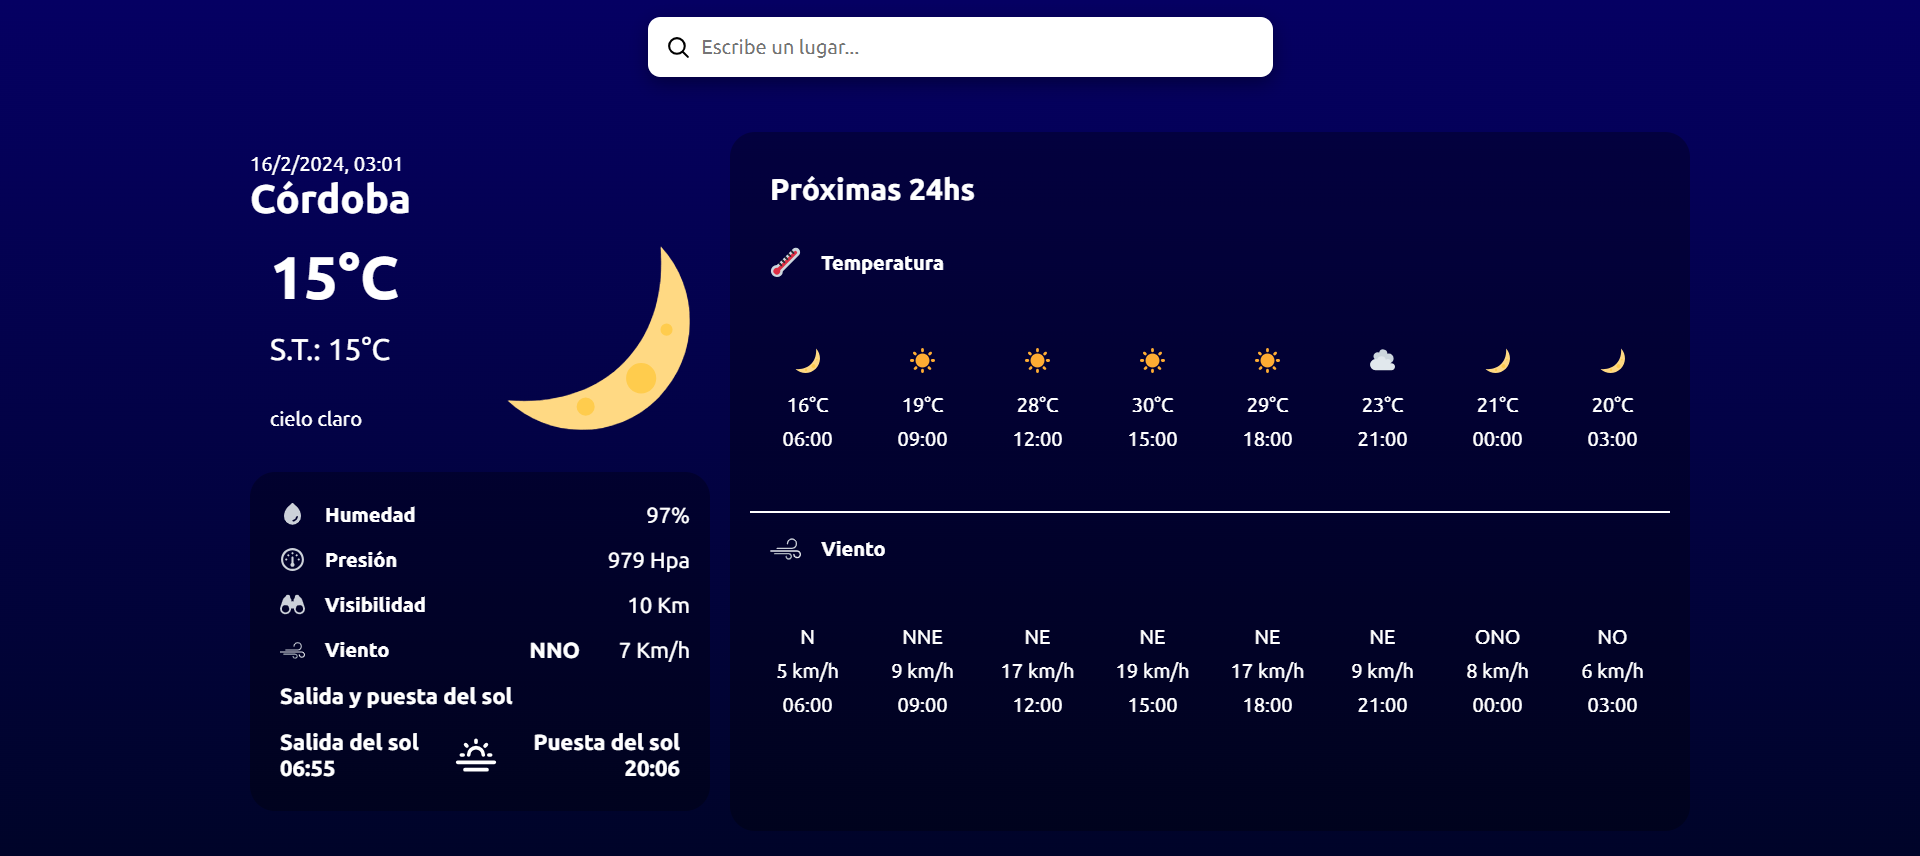 Escribe un lugar...
16/2/2024, 03:01
Córdoba
15°C
S.T.: 15°C
cielo claro
Humedad 97%
Presión 979 Hpa
Visibilidad 10 Km
Viento NNO 7 Km/h
Salida y puesta del sol
Salida del sol Puesta del sol
06:55 20:06
Próximas 24hs
Temperatura
16°C 19°C 28°C 30°C 29°C 23°C 21°C 20°C
06:00 09:00 12:00 15:00 18:00 21:00 00:00 03:00
Viento
N NNE NE NE NE NE ONO NO
5 km/h 9 km/h 17 km/h 19 km/h 17 km/h 9 km/h 8 km/h 6 km/h
06:00 09:00 12:00 15:00 18:00 21:00 00:00 03:00